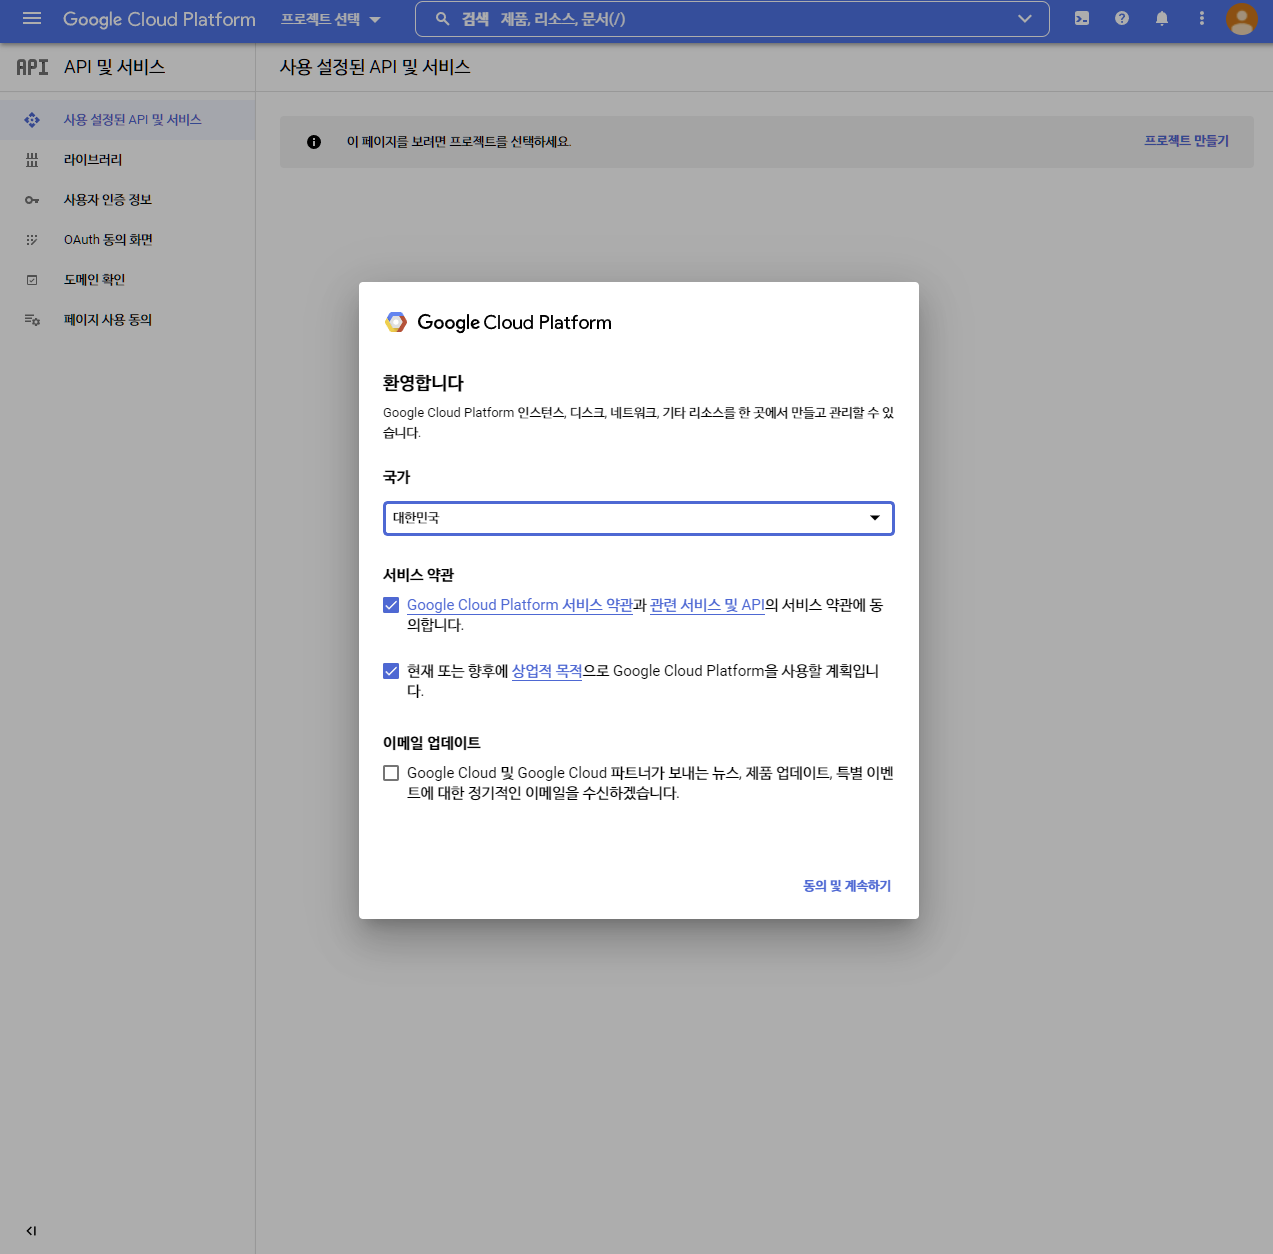 Google Cloud Platform
프로젝트 선택
검색 제품, 리소스, 문서(/)
API API 및 서비스
사용 설정된 API 및 서비스
사용 설정된 API 및 서비스
라이브러리
사용자 인증 정보
OAuth 동의 화면
도메인 확인
페이지 사용 동의
이 페이지를 보려면 프로젝트를 선택하세요.
프로젝트 만들기
Google Cloud Platform
환영합니다
Google Cloud Platform 인스턴스, 디스크, 네트워크, 기타 리소스를 한 곳에서 만들고 관리할 수 있
습니다.
국가
대한민국
서비스 약관
Google Cloud Platform 서비스 약관과 관련 서비스 및 API의 서비스 약관에 동
의합니다.
현재 또는 향후에 상업적 목적으로 Google Cloud Platform을 사용할 계획입니
다.
이메일 업데이트
Google Cloud 및 Google Cloud 파트너가 보내는 뉴스, 제품 업데이트, 특별 이벤
트에 대한 정기적인 이메일을 수신하겠습니다.
동의 및 계속하기